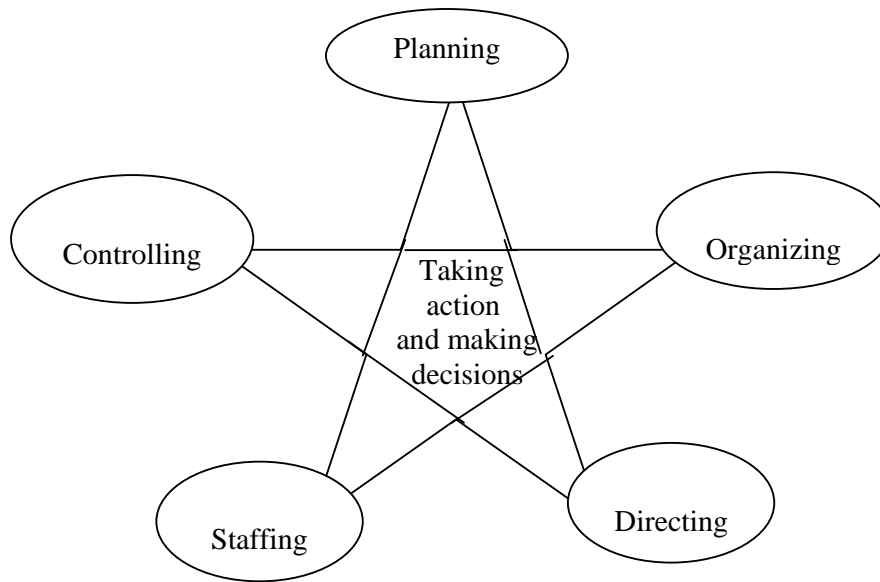 Planning
Controlling
Organizing
Taking
action
and making
decisions
Staffing
Directing